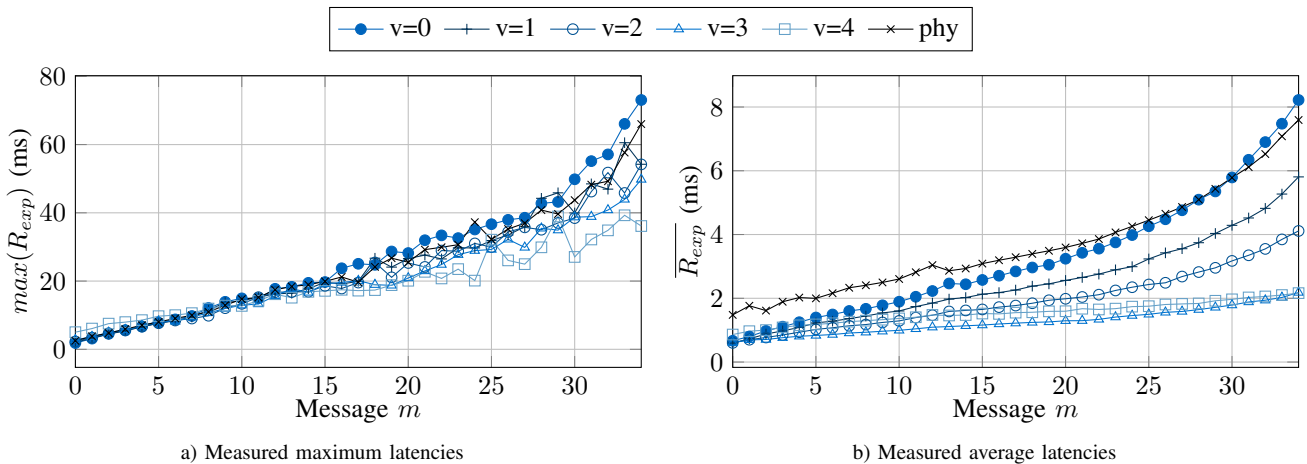 v=0 v=1 v=2 v=3 v=4 phy
80
60
40
20
0
max(R_exp) (ms)
0 5 10 15 20 25 30
Message m
a) Measured maximum latencies
8
6
4
2
0
R_exp (ms)
0 5 10 15 20 25 30
Message m
b) Measured average latencies